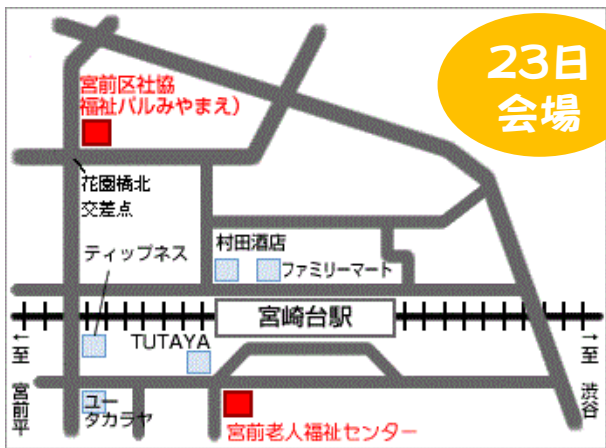 23日
会場
宮前区社協
福祉パルみやまえ)
花園橋北
交差点
ティップネス
村田酒店
ファミリーマート
宮崎台駅
TUTAYA
←至 宮前平
←至 渋谷
ユー
タカラヤ
宮前老人福祉センター